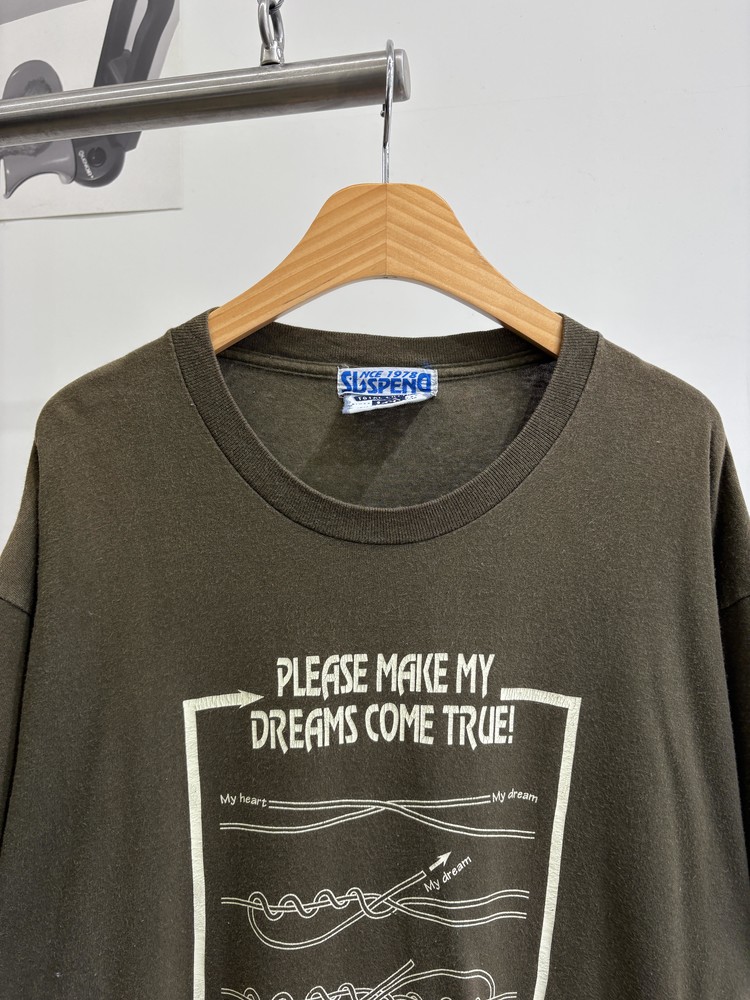 SINCE 1978
SUSPEND
PLEASE MAKE MY
DREAMS COME TRUE!
My heart
My dream
My dream